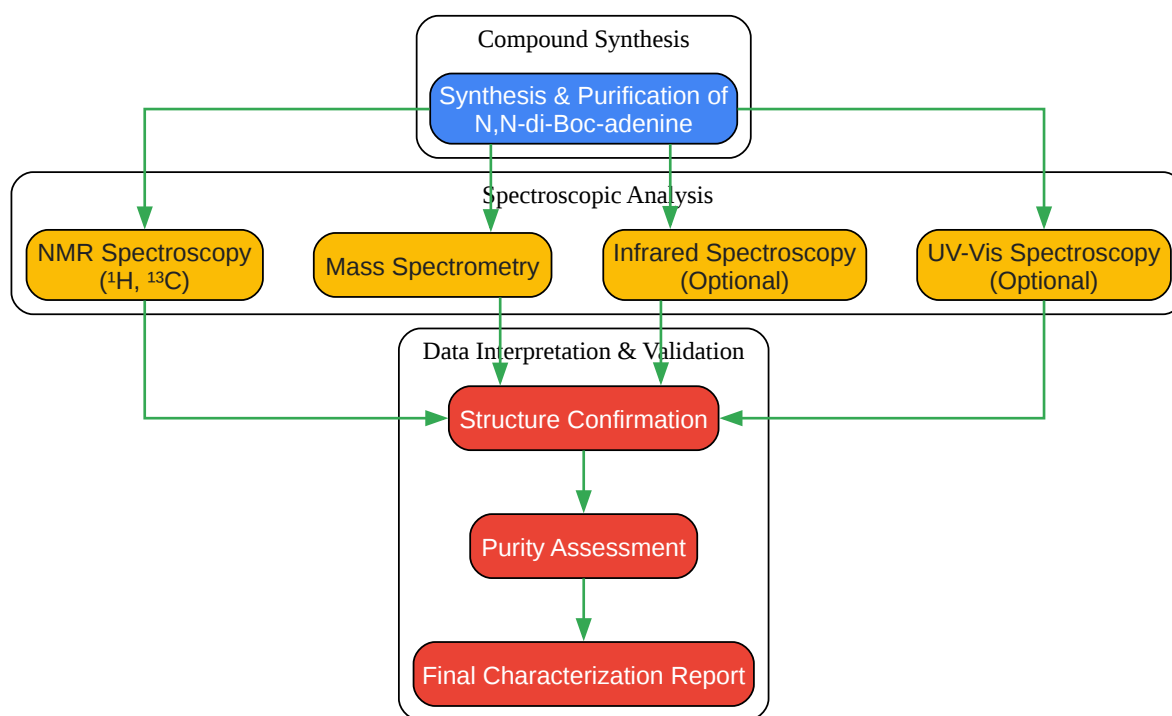 Compound Synthesis
Synthesis & Purification of
N,N-di-Boc-adenine
Spectroscopic Analysis
NMR Spectroscopy
(¹H, ¹³C)
Mass Spectrometry
Infrared Spectroscopy
(Optional)
UV-Vis Spectroscopy
(Optional)
Data Interpretation & Validation
Structure Confirmation
Purity Assessment
Final Characterization Report